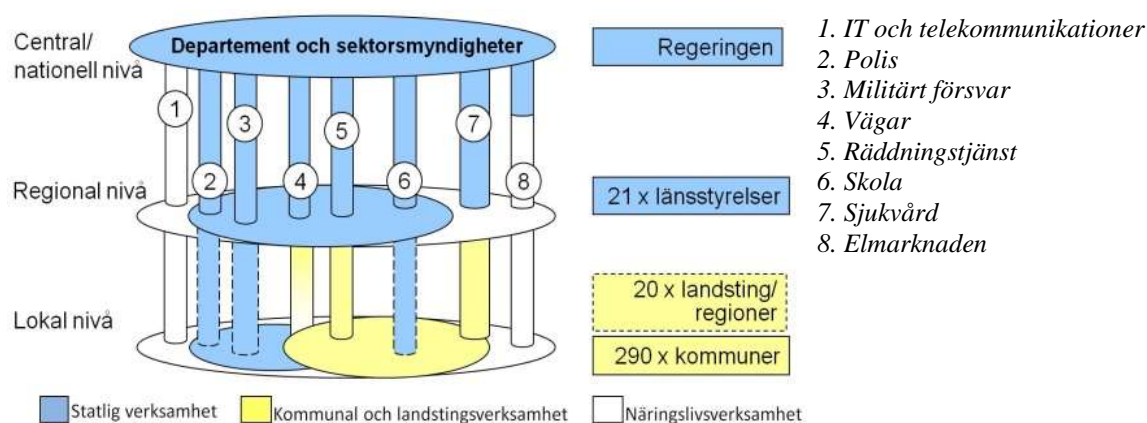 Central/
nationell nivå
Departement och sektorsmyndigheter
Regeringen
1
2
3
4
5
6
7
8
Regional nivå
21 x länsstyrelser
Lokal nivå
20 x landsting/
regioner
290 x kommuner
Statlig verksamhet
Kommunal och landstingsverksamhet
Näringslivsverksamhet
1. IT och telekommunikationer
2. Polis
3. Militärt försvar
4. Vägar
5. Räddningstjänst
6. Skola
7. Sjukvård
8. Elmarknaden